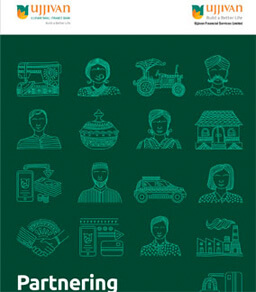 UJJIVAN
SMALL FINANCE BANK
Build a Better Life
UJJIVAN
Build a Better Life
Ujjivan Financial Services Limited
Partnering